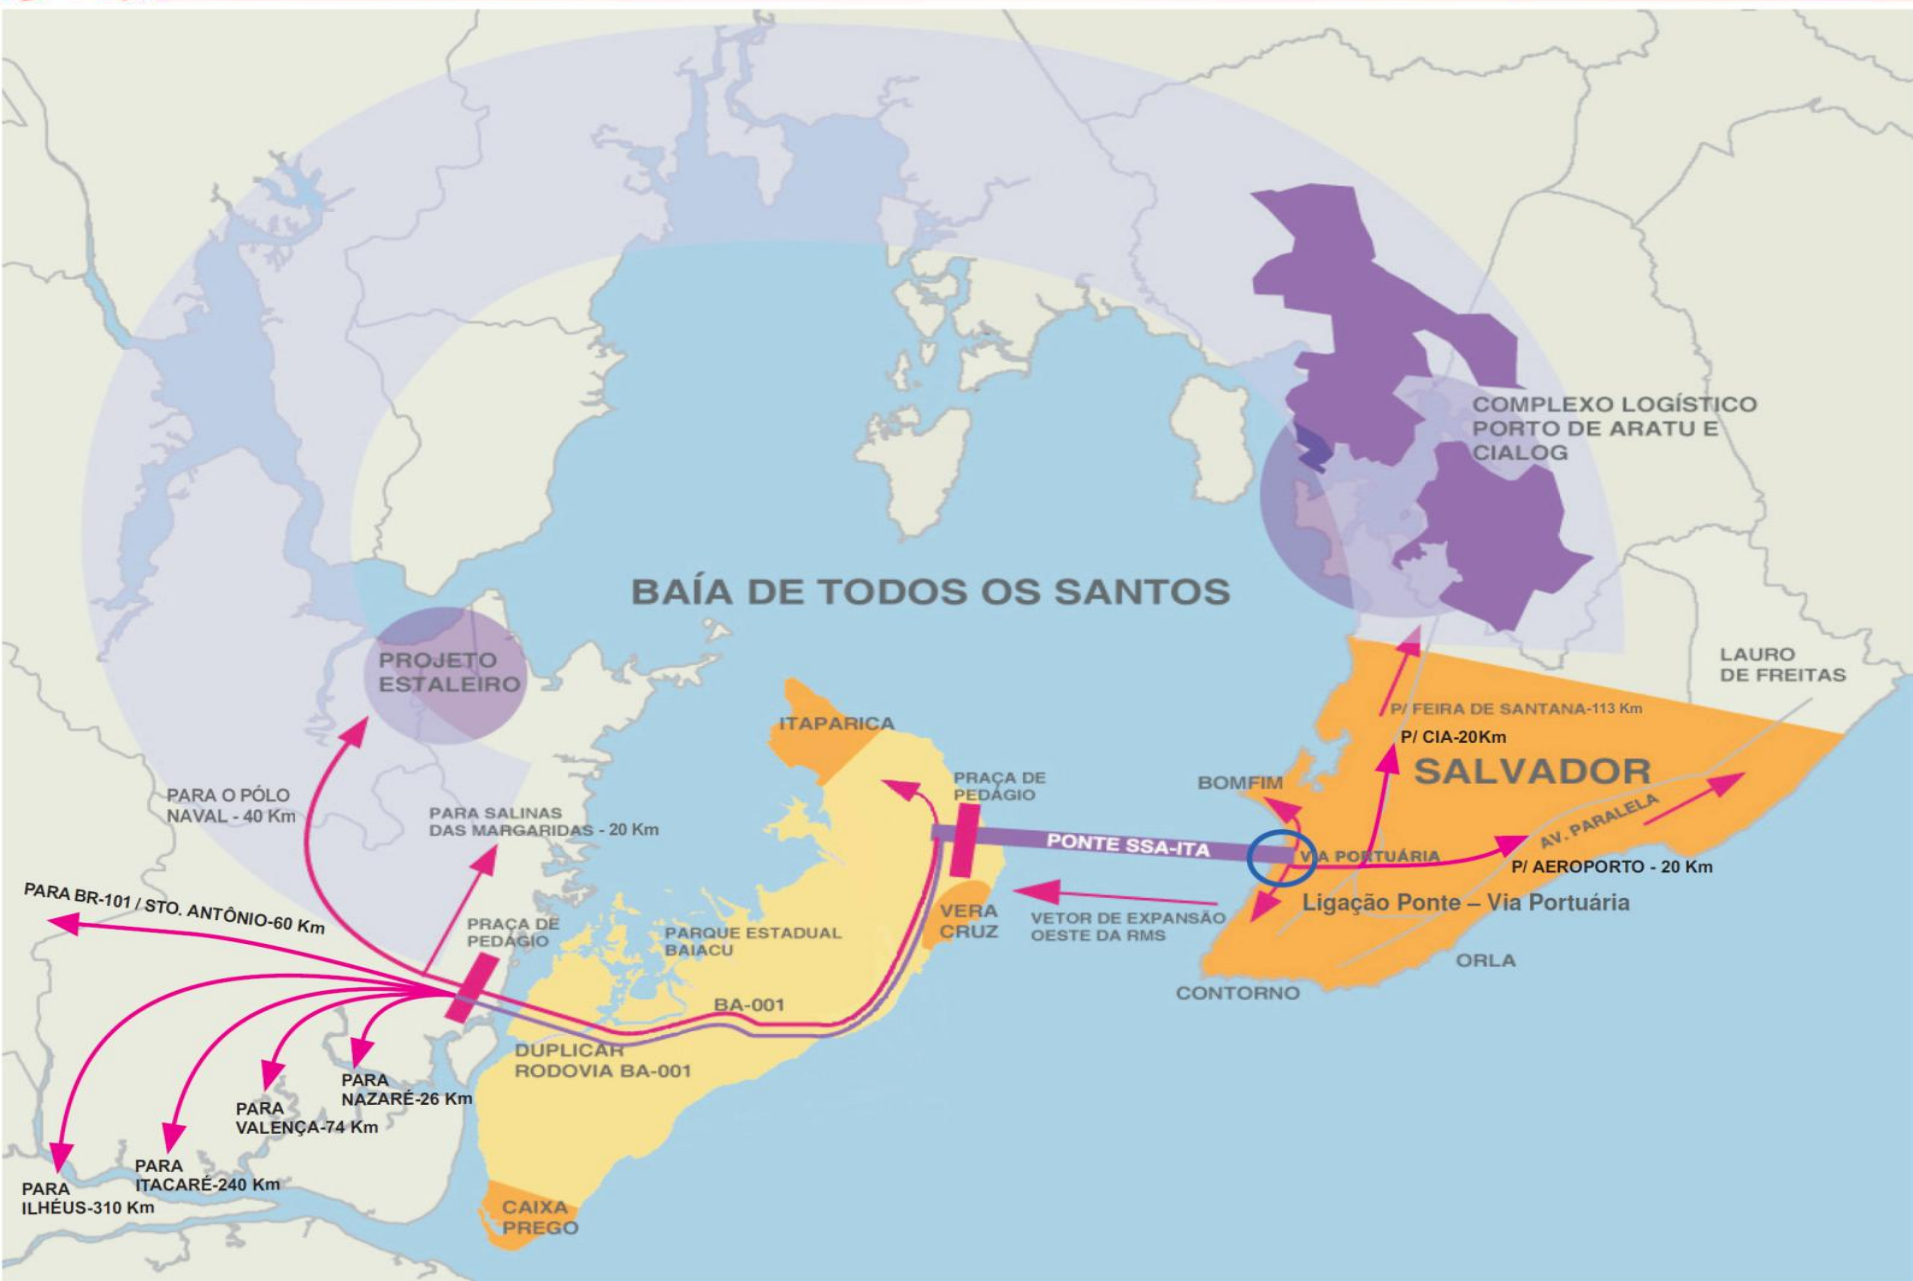 COMPLEXO LOGÍSTICO
PORTO DE ARATU E
CIALOG
BAÍA DE TODOS OS SANTOS
PROJETO
ESTALEIRO
LAURO
DE FREITAS
ITAPARICA
P/ FEIRA DE SANTANA-113 Km
P/ CIA-20Km
SALVADOR
PRAÇA DE
PEDÁGIO
BOMFIM
PARA O PÓLO
NAVAL - 40 Km
PARA SALINAS
DAS MARGARIDAS - 20 Km
PONTE SSA-ITA
VIA PORTUÁRIA
AV. PARALELA
P/ AEROPORTO - 20 Km
PARA BR-101 / STO. ANTÔNIO-60 Km
PRAÇA DE
PEDÁGIO
PARQUE ESTADUAL
BAIACU
VERA
CRUZ
VETOR DE EXPANSÃO
OESTE DA RMS
Ligação Ponte – Via Portuária
ORLA
CONTORNO
BA-001
DUPLICAR
RODOVIA BA-001
PARA
NAZARÉ-26 Km
PARA
VALENÇA-74 Km
PARA
ITACARÉ-240 Km
PARA
ILHÉUS-310 Km
CAIXA
PREGO